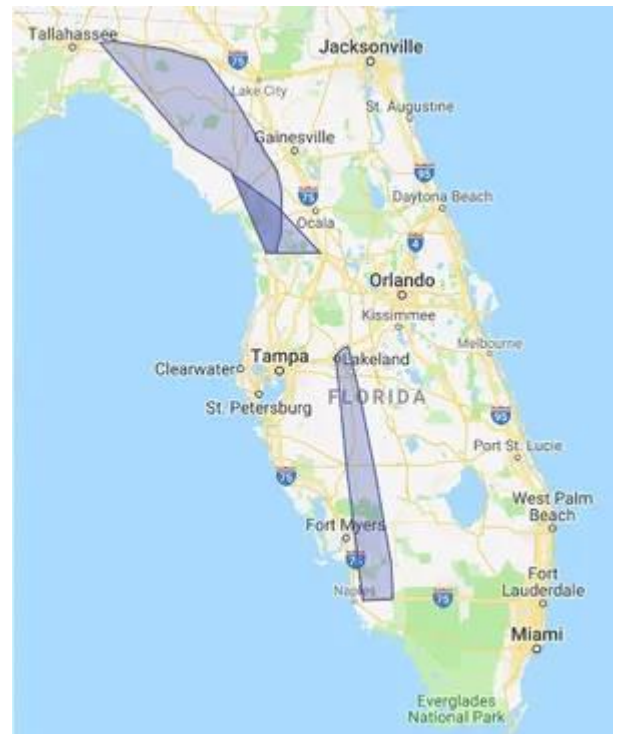 Tallahassee
Jacksonville
75
Lake City
St. Augustine
Gainesville
95
75
Daytona Beach
Ocala
4
Orlando
Kissimmee
Melbourne
Tampa
Lakeland
Clearwater
FLORIDA
St. Petersburg
95
Port St. Lucie
75
West Palm
Beach
Fort Myers
75
Fort
Lauderdale
Naples
75
Miami
Everglades
National Park